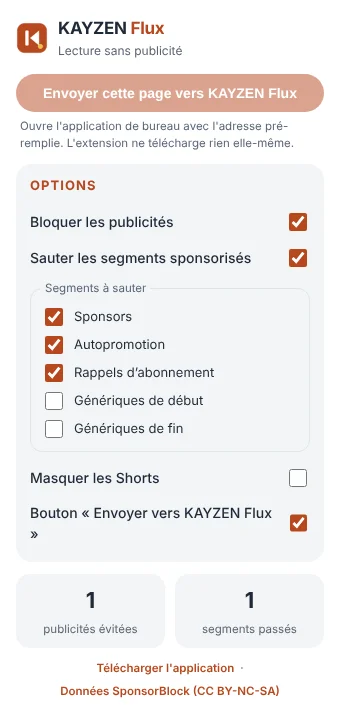 KAYZEN Flux
Lecture sans publicité
Envoyer cette page vers KAYZEN Flux
Ouvre l'application de bureau avec l'adresse pré-
remplie. L'extension ne télécharge rien elle-même.
OPTIONS
Bloquer les publicités
Sauter les segments sponsorisés
Segments à sauter
Sponsors
Autopromotion
Rappels d’abonnement
Génériques de début
Génériques de fin
Masquer les Shorts
Bouton « Envoyer vers KAYZEN Flux
»
1
publicités évitées
1
segments passés
Télécharger l'application ·
Données SponsorBlock (CC BY-NC-SA)